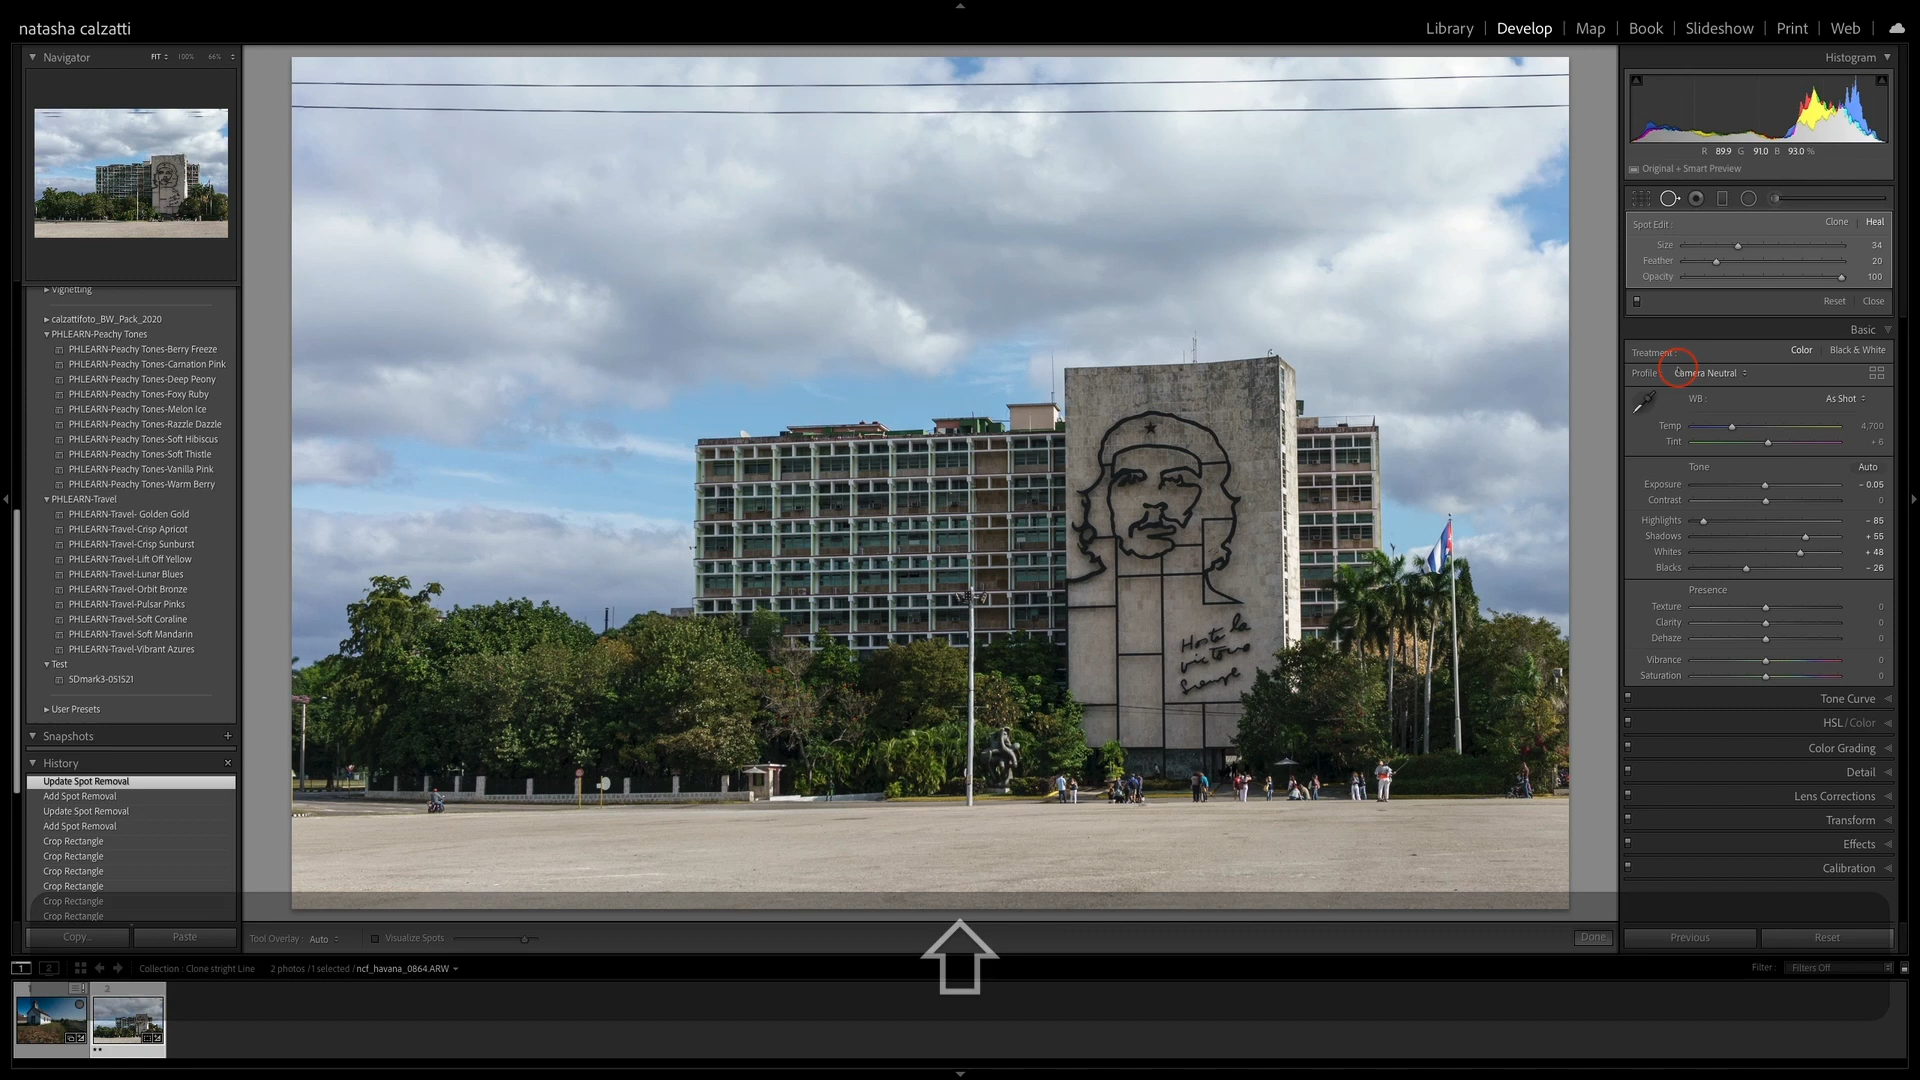 natasha calzatti
Library | Develop | Map | Book | Slideshow | Print | Web
Navigator FIT 100% 66%
Vignetting
calzattifoto_BW_Pack_2020
PHLEARN-Peachy Tones
PHLEARN-Peachy Tones-Berry Freeze
PHLEARN-Peachy Tones-Carnation Pink
PHLEARN-Peachy Tones-Deep Peony
PHLEARN-Peachy Tones-Foxy Ruby
PHLEARN-Peachy Tones-Melon Ice
PHLEARN-Peachy Tones-Razzle Dazzle
PHLEARN-Peachy Tones-Soft Hibiscus
PHLEARN-Peachy Tones-Soft Thistle
PHLEARN-Peachy Tones-Vanilla Pink
PHLEARN-Peachy Tones-Warm Berry
PHLEARN-Travel
PHLEARN-Travel- Golden Gold
PHLEARN-Travel-Crisp Apricot
PHLEARN-Travel-Crisp Sunburst
PHLEARN-Travel-Lift Off Yellow
PHLEARN-Travel-Lunar Blues
PHLEARN-Travel-Orbit Bronze
PHLEARN-Travel-Pulsar Pinks
PHLEARN-Travel-Soft Coraline
PHLEARN-Travel-Soft Mandarin
PHLEARN-Travel-Vibrant Azures
Test
SDmark3-051521
User Presets
Snapshots +
History ×
Update Spot Removal
Add Spot Removal
Update Spot Removal
Add Spot Removal
Crop Rectangle
Crop Rectangle
Crop Rectangle
Crop Rectangle
Crop Rectangle
Crop Rectangle
Copy... Paste
Hasta la
victoria
Siempre
Histogram
R 89.9 G 91.0 B 93.0 %
Original + Smart Preview
Spot Edit : Clone Heal
Size 34
Feather 20
Opacity 100
Reset Close
Basic
Treatment : Color | Black & White
Profile Camera Neutral
WB : As Shot
Temp 4,700
Tint + 6
Tone Auto
Exposure - 0.05
Contrast 0
Highlights - 85
Shadows + 55
Whites + 48
Blacks - 26
Presence
Texture 0
Clarity 0
Dehaze 0
Vibrance 0
Saturation 0
Tone Curve
HSL / Color
Color Grading
Detail
Lens Corrections
Transform
Effects
Calibration
Previous Reset
Tool Overlay : Auto Visualize Spots Done
1 2 Collection : Clone stright Line 2 photos / 1 selected / ncf_havana_0864.ARW Filter : Filters Off
1 2